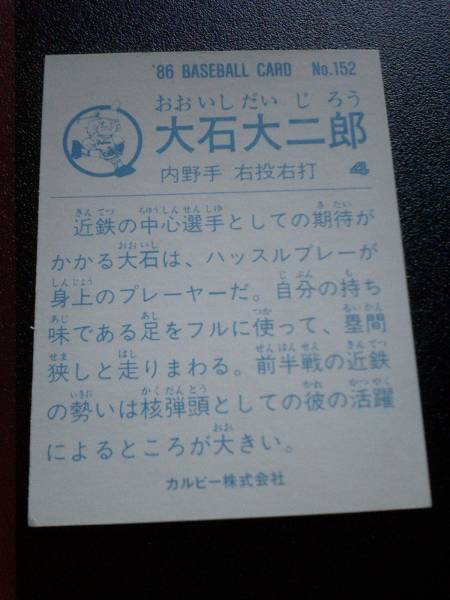 '86 BASEBALL CARD No.152
おおいしだいじろう
大石大二郎
内野手 右投右打 4
近鉄の中心選手としての期待が
かかる大石は、ハッスルプレーが
身上のプレーヤーだ。自分の持ち
味である足をフルに使って、塁間
狭しと走りまわる。前半戦の近鉄
の勢いは核弾頭としての彼の活躍
によるところが大きい。
カルビー株式会社